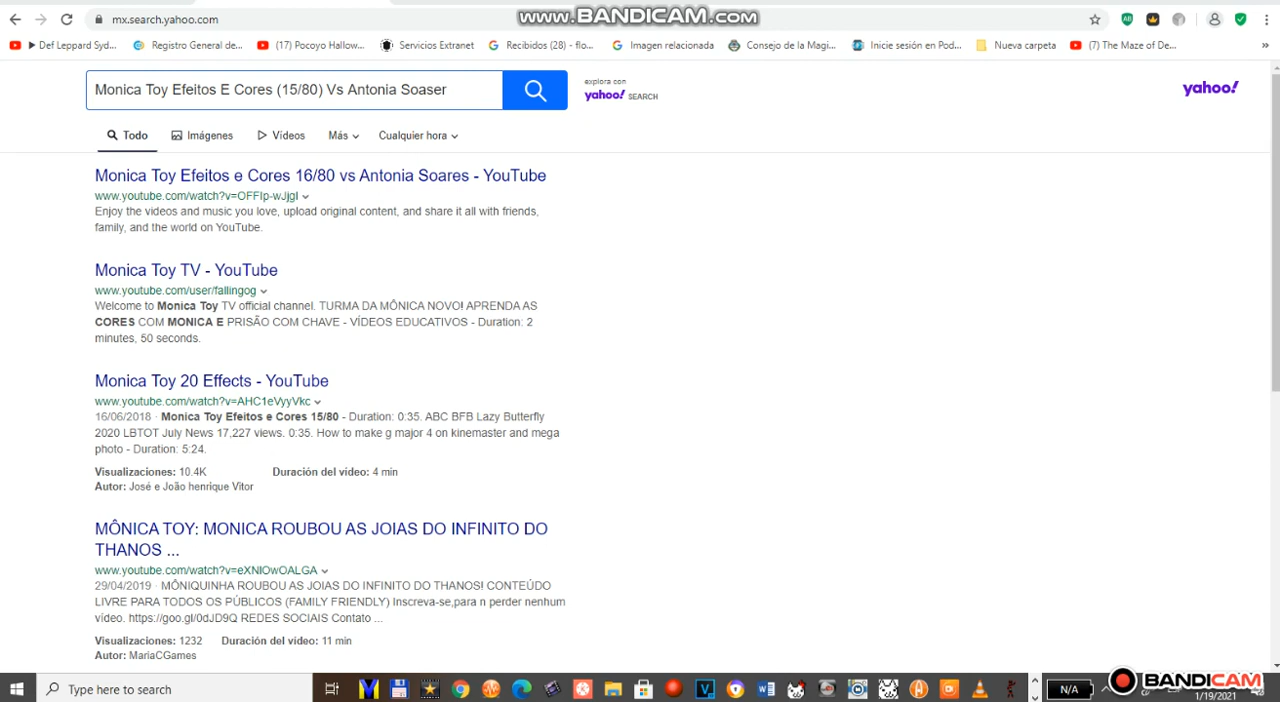 www.BANDICAM.com
mx.search.yahoo.com
Def Leppard Syd... Registro General de... (17) Pocoyo Hallow... Servicios Extranet Recibidos (28) - flo... Imagen relacionada Consejo de la Magi... Inicie sesión en Pod... Nueva carpeta (7) The Maze of De... »
Monica Toy Efeitos E Cores (15/80) Vs Antonia Soaser
explora con
yahoo! SEARCH
yahoo!
Todo Imágenes Vídeos Más Cualquier hora
Monica Toy Efeitos e Cores 16/80 vs Antonia Soares - YouTube
www.youtube.com/watch?v=OFFIp-wJjgI
Enjoy the videos and music you love, upload original content, and share it all with friends,
family, and the world on YouTube.
Monica Toy TV - YouTube
www.youtube.com/user/fallingog
Welcome to Monica Toy TV official channel. TURMA DA MÔNICA NOVO! APRENDA AS
CORES COM MONICA E PRISÃO COM CHAVE - VÍDEOS EDUCATIVOS - Duration: 2
minutes, 50 seconds.
Monica Toy 20 Effects - YouTube
www.youtube.com/watch?v=AHC1eVyyVkc
16/06/2018 · Monica Toy Efeitos e Cores 15/80 - Duration: 0:35. ABC BFB Lazy Butterfly
2020 LBTOT July News 17,227 views. 0:35. How to make g major 4 on kinemaster and mega
photo - Duration: 5:24.
Visualizaciones: 10.4K Duración del vídeo: 4 min
Autor: José e João henrique Vitor
MÔNICA TOY: MONICA ROUBOU AS JOIAS DO INFINITO DO
THANOS ...
www.youtube.com/watch?v=eXNIOwOALGA
29/04/2019 · MÔNIQUINHA ROUBOU AS JOIAS DO INFINITO DO THANOS! CONTEÚDO
LIVRE PARA TODOS OS PÚBLICOS (FAMILY FRIENDLY) Inscreva-se,para n perder nenhum
vídeo. https://goo.gl/0dJD9Q REDES SOCIAIS Contato ...
Visualizaciones: 1232 Duración del vídeo: 11 min
Autor: MariaCGames
Type here to search
N/A
BANDICAM
1/19/2021